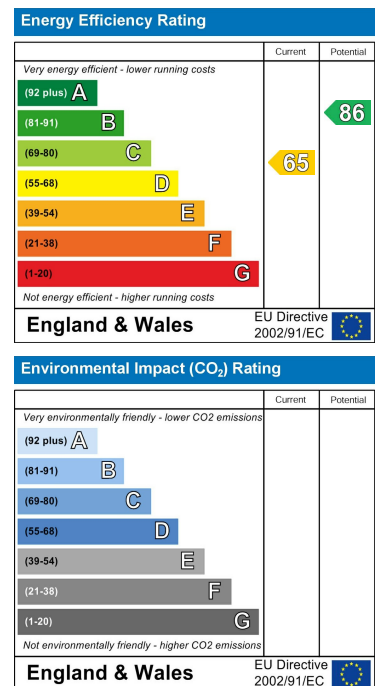 Energy Efficiency Rating
Current Potential
Very energy efficient - lower running costs
(92 plus) A
(81-91) B
(69-80) C
(55-68) D
(39-54) E
(21-38) F
(1-20) G
86
65
Not energy efficient - higher running costs
England & Wales
EU Directive
2002/91/EC
Environmental Impact (CO₂) Rating
Current Potential
Very environmentally friendly - lower CO2 emissions
(92 plus) A
(81-91) B
(69-80) C
(55-68) D
(39-54) E
(21-38) F
(1-20) G
Not environmentally friendly - higher CO2 emissions
England & Wales
EU Directive
2002/91/EC